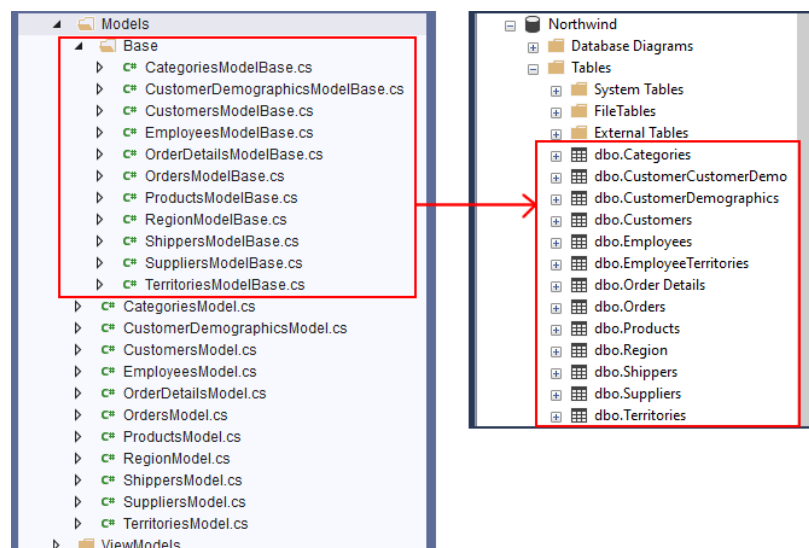 Models
Base
C# CategoriesModelBase.cs
C# CustomerDemographicsModelBase.cs
C# CustomersModelBase.cs
C# EmployeesModelBase.cs
C# OrderDetailsModelBase.cs
C# OrdersModelBase.cs
C# ProductsModelBase.cs
C# RegionModelBase.cs
C# ShippersModelBase.cs
C# SuppliersModelBase.cs
C# TerritoriesModelBase.cs
C# CategoriesModel.cs
C# CustomerDemographicsModel.cs
C# CustomersModel.cs
C# EmployeesModel.cs
C# OrderDetailsModel.cs
C# OrdersModel.cs
C# ProductsModel.cs
C# RegionModel.cs
C# ShippersModel.cs
C# SuppliersModel.cs
C# TerritoriesModel.cs
ViewModels
Northwind
Database Diagrams
Tables
System Tables
FileTables
External Tables
dbo.Categories
dbo.CustomerCustomerDemo
dbo.CustomerDemographics
dbo.Customers
dbo.Employees
dbo.EmployeeTerritories
dbo.Order Details
dbo.Orders
dbo.Products
dbo.Region
dbo.Shippers
dbo.Suppliers
dbo.Territories